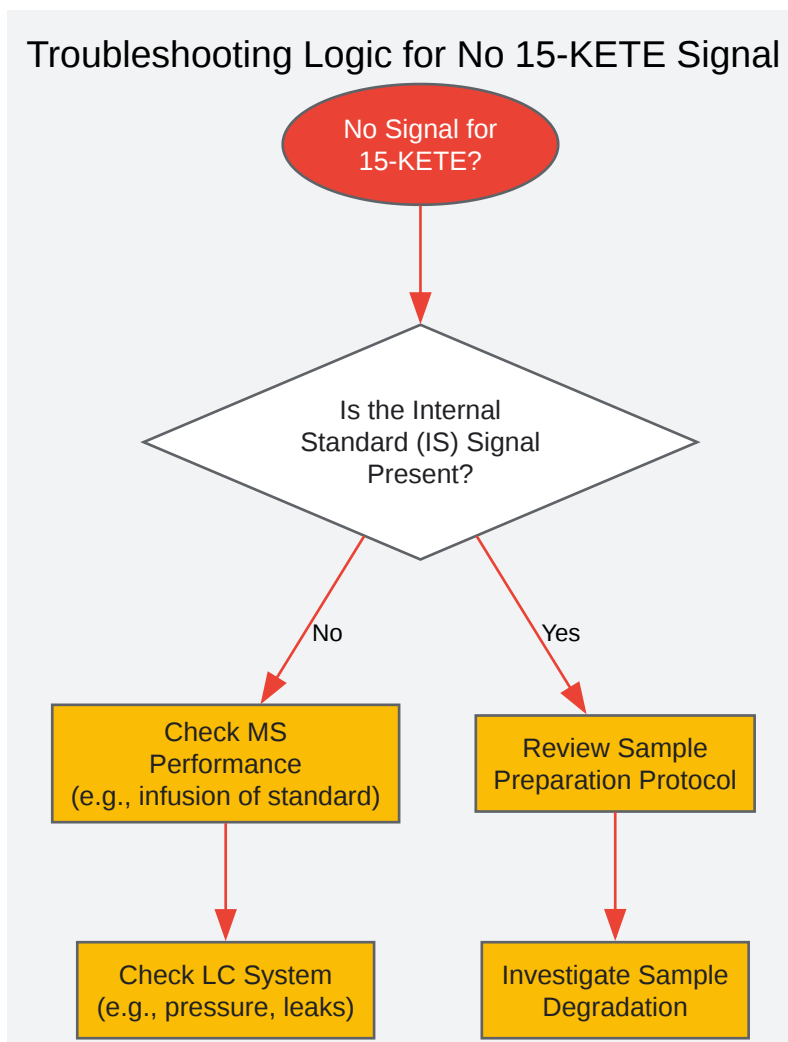 Troubleshooting Logic for No 15-KETE Signal
No Signal for
15-KETE?
Is the Internal
Standard (IS) Signal
Present?
No
Yes
Check MS
Performance
(e.g., infusion of standard)
Review Sample
Preparation Protocol
Check LC System
(e.g., pressure, leaks)
Investigate Sample
Degradation